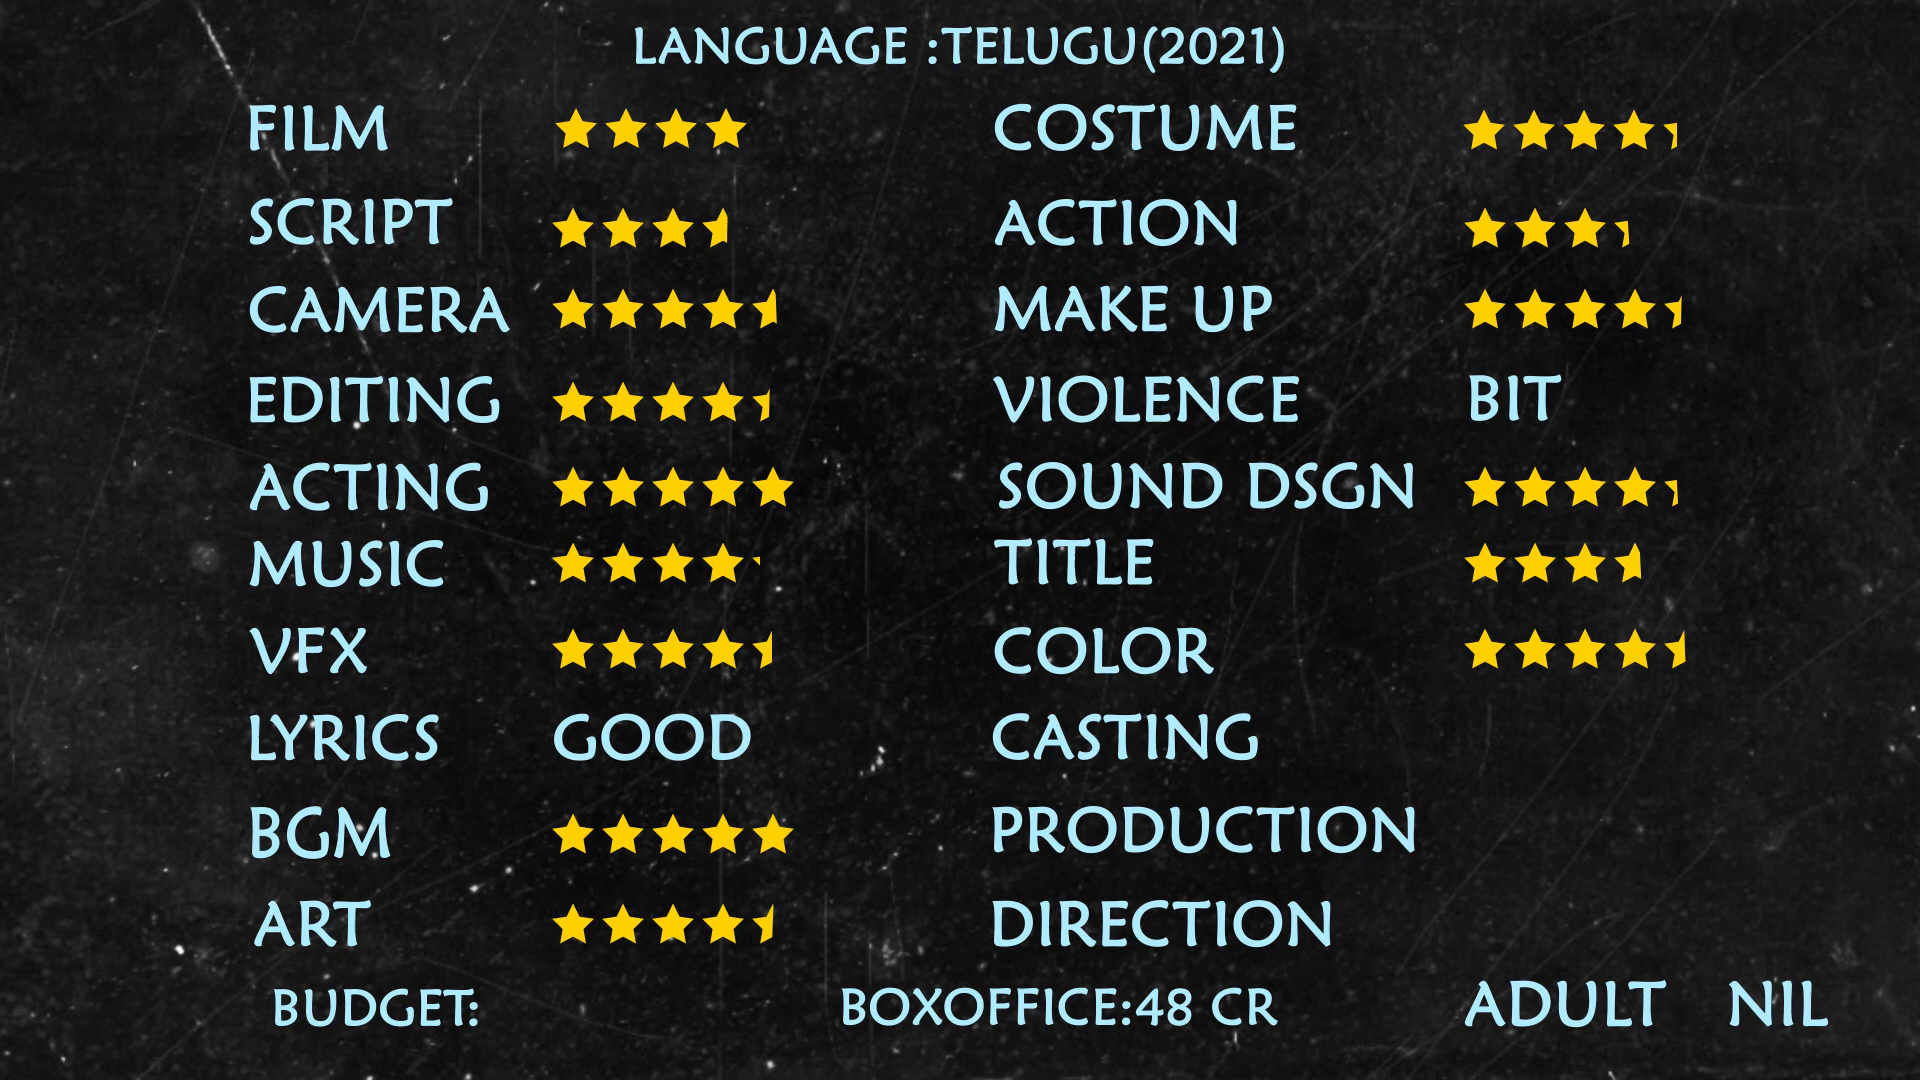 LANGUAGE :TELUGU(2021)
FILM COSTUME
SCRIPT ACTION
CAMERA MAKE UP
EDITING VIOLENCE BIT
ACTING SOUND DSGN
MUSIC TITLE
VFX COLOR
LYRICS GOOD CASTING
BGM PRODUCTION
ART DIRECTION
BUDGET: BOXOFFICE:48 CR ADULT NIL